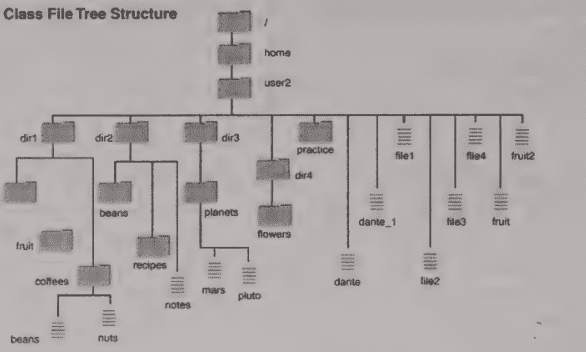 Class File Tree Structure
/
home
user2
dir1
dir2
dir3
practice
file1
file4
fruit2
dir4
beans
planets
flowers
dante_1
file3
fruit
fruit
coffees
recipes
notes
mars
pluto
dante
file2
beans
nuts